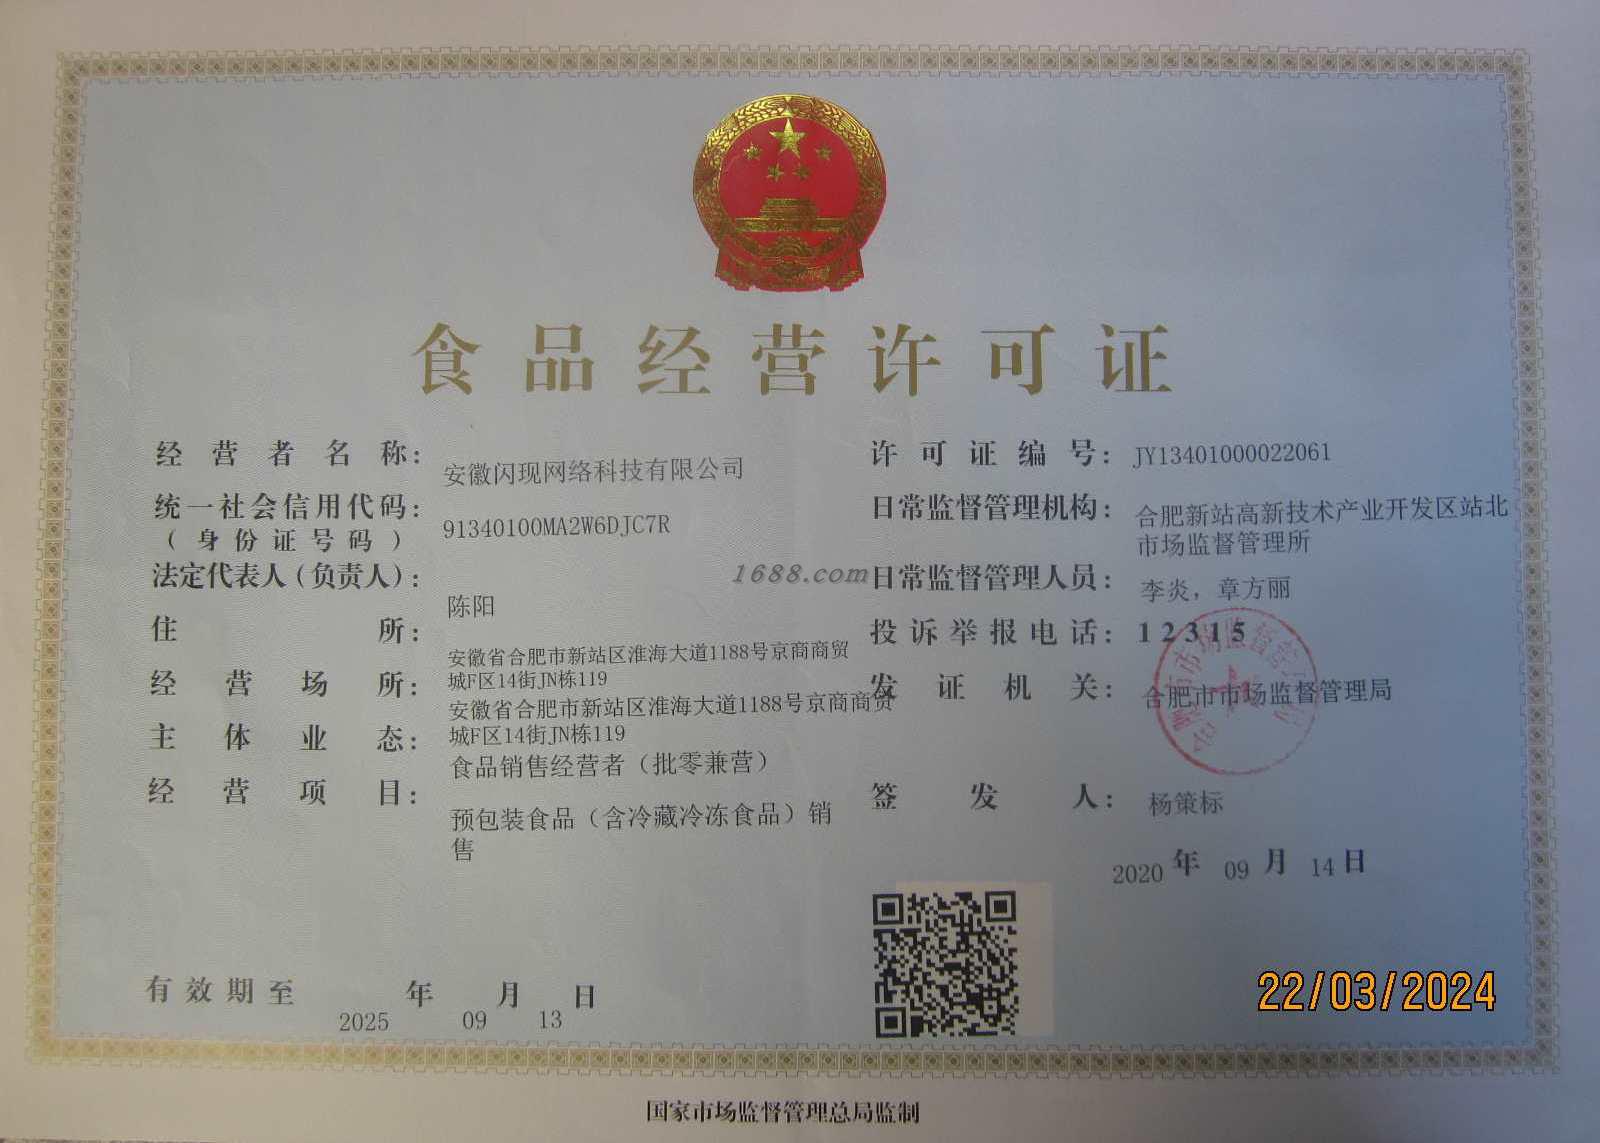 食品经营许可证
经营者名称：安徽闪现网络科技有限公司
统一社会信用代码：91340100MA2W6DJC7R
（身份证号码）
法定代表人（负责人）：陈阳
住所：安徽省合肥市新站区淮海大道1188号京商商贸
城F区14街JN栋119
经营场所：安徽省合肥市新站区淮海大道1188号京商商贸
城F区14街JN栋119
主体业态：食品销售经营者（批零兼营）
经营项目：预包装食品（含冷藏冷冻食品）销
售
许可证编号：JY13401000022061
日常监督管理机构：合肥新站高新技术产业开发区站北
市场监督管理所
1688.com
日常监督管理人员：李炎，章方丽
投诉举报电话：12315
发证机关：合肥市市场监督管理局
签发人：杨策标
2020年09月14日
有效期至2025年09月13日
22/03/2024
国家市场监督管理总局监制